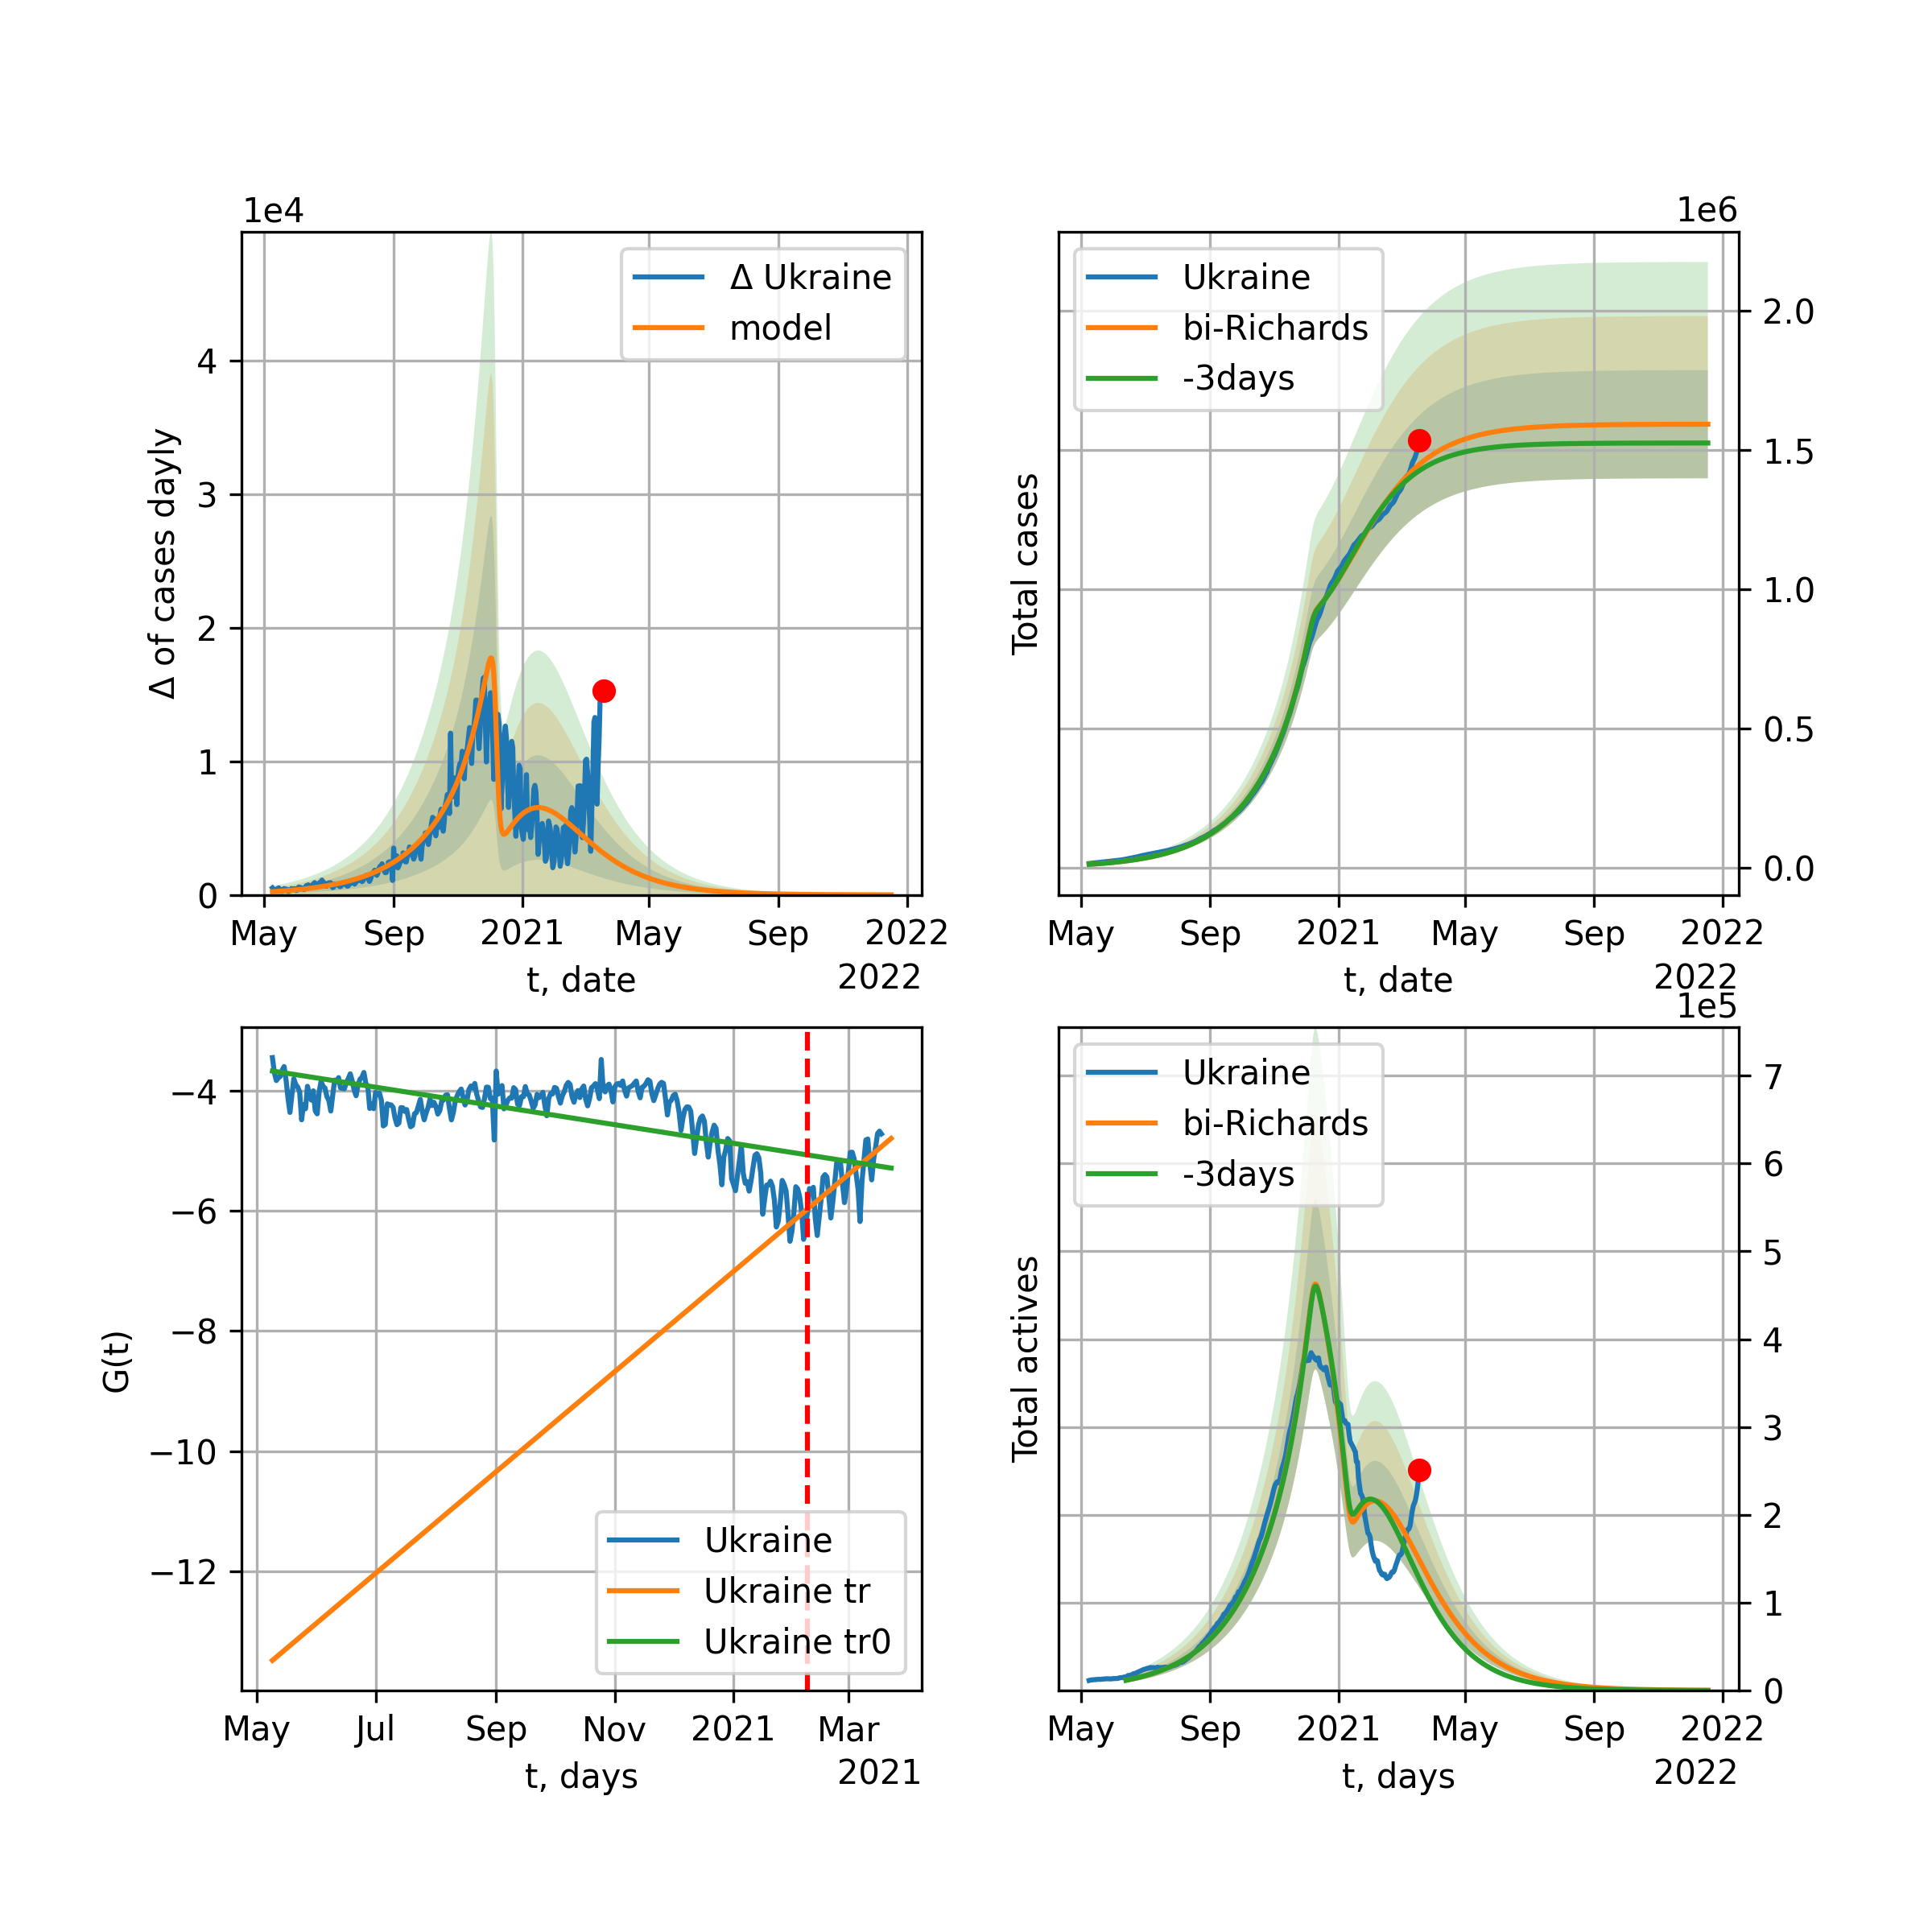 1e4
Δ Ukraine
model
4
3
2
1
0
Δ of cases dayly
May Sep 2021 May Sep 2022
t, date
2022
1e6
Ukraine
bi-Richards
-3days
2.0
1.5
1.0
0.5
0.0
Total cases
May Sep 2021 May Sep 2022
t, date
2022
−4
−6
−8
−10
−12
G(t)
Ukraine
Ukraine tr
Ukraine tr0
May Jul Sep Nov 2021 Mar
t, days
2021
1e5
Ukraine
bi-Richards
-3days
7
6
5
4
3
2
1
0
Total actives
May Sep 2021 May Sep 2022
t, days
2022